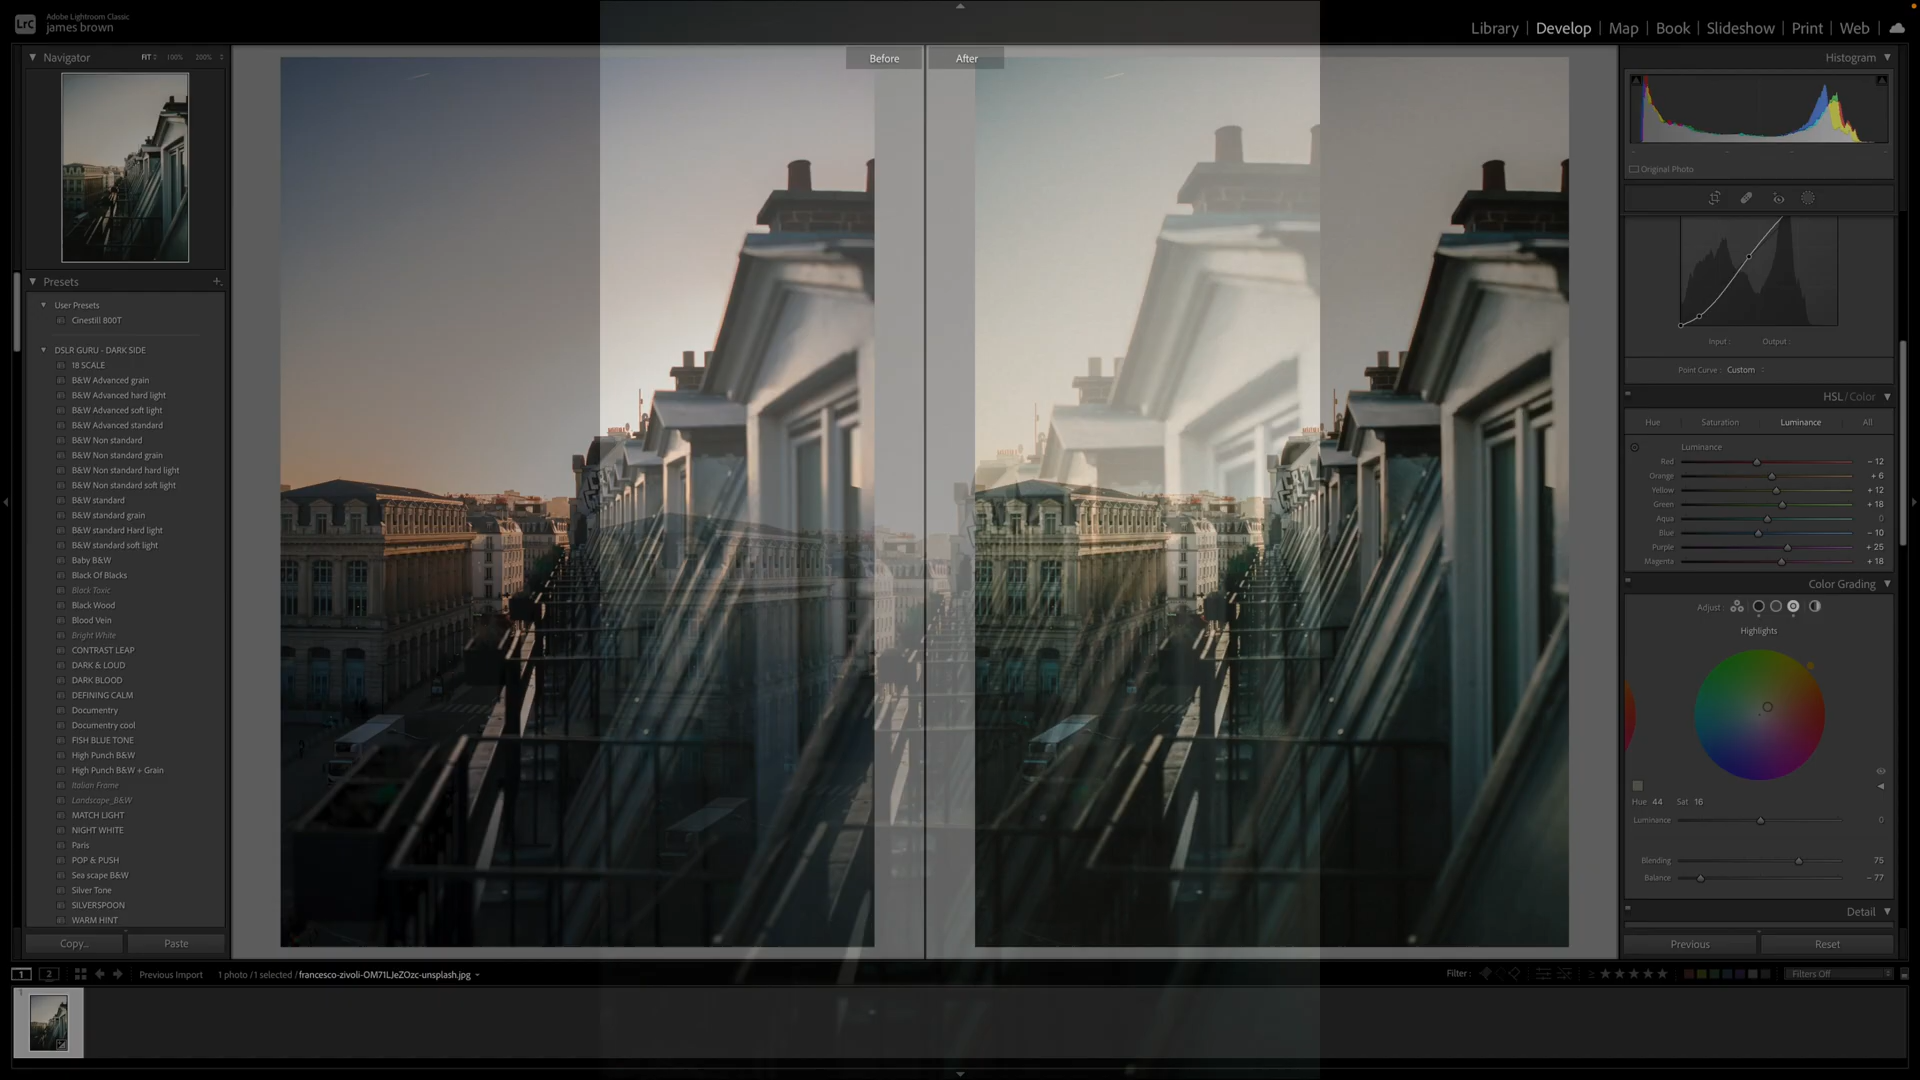 LrC
Adobe Lightroom Classic
james brown
Library | Develop | Map | Book | Slideshow | Print | Web
Navigator
FIT
100%
200%
Before
After
Histogram
Original Photo
Presets
User Presets
Cinestill 800T
DSLR GURU - DARK SIDE
18 SCALE
B&W Advanced grain
B&W Advanced hard light
B&W Advanced soft light
B&W Advanced standard
B&W Non standard
B&W Non standard grain
B&W Non standard hard light
B&W Non standard soft light
B&W standard
B&W standard grain
B&W standard Hard light
B&W standard soft light
Baby B&W
Black Of Blacks
Black Toxic
Black Wood
Blood Vein
Bright White
CONTRAST LEAP
DARK & LOUD
DARK BLOOD
DEFINING CALM
Documentry
Documentry cool
FISH BLUE TONE
High Punch B&W
High Punch B&W + Grain
Italian Frame
Landscape_B&W
MATCH LIGHT
NIGHT WHITE
Paris
POP & PUSH
Sea scape B&W
Silver Tone
SILVERSPOON
WARM HINT
Copy...
Paste
Input :
Output :
Point Curve : Custom
HSL / Color
Hue
Saturation
Luminance
All
Luminance
Red - 12
Orange + 6
Yellow + 12
Green + 18
Aqua 0
Blue - 10
Purple + 25
Magenta + 18
Color Grading
Adjust :
Highlights
Hue 44 Sat 16
Luminance 0
Blending 75
Balance - 77
Detail
Previous
Reset
1
2
Previous Import
1 photo / 1 selected / francesco-zivoli-OM71LJeZOzc-unsplash.jpg
Filter :
Filters Off
1